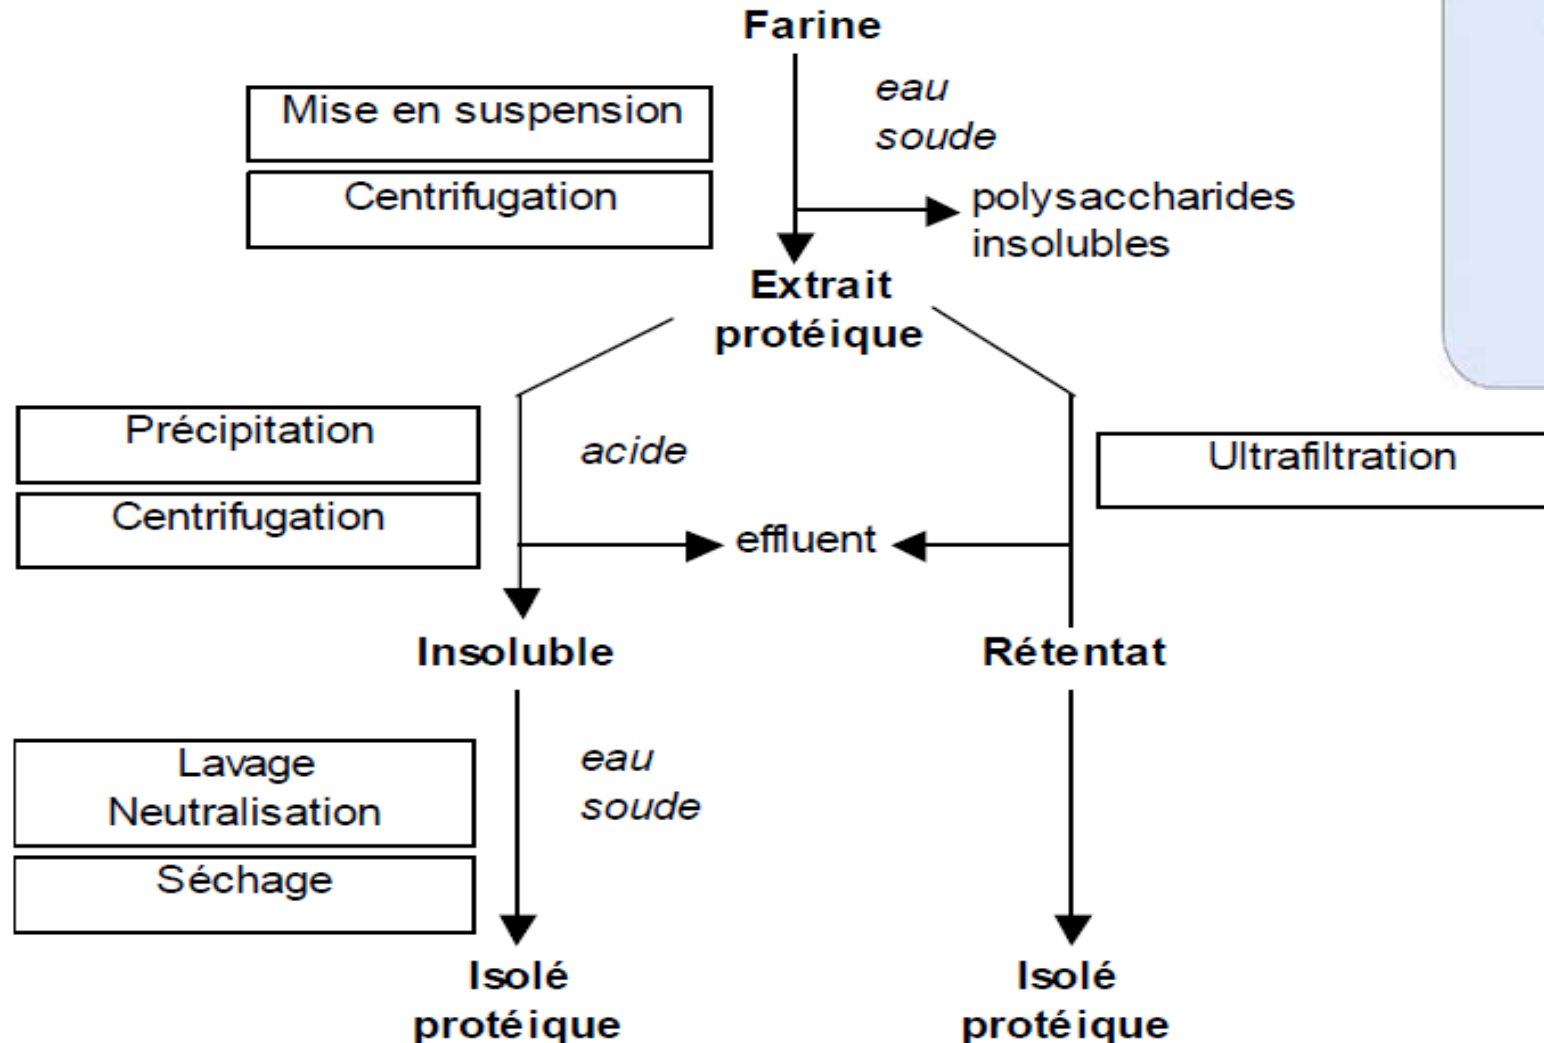 Farine
Mise en suspension
eau
soude
Centrifugation
polysaccharides
insolubles
Extrait
protéique
Précipitation
acide
Ultrafiltration
Centrifugation
effluent
Insoluble
Rétentat
Lavage
Neutralisation
eau
soude
Séchage
Isolé
protéique
Isolé
protéique